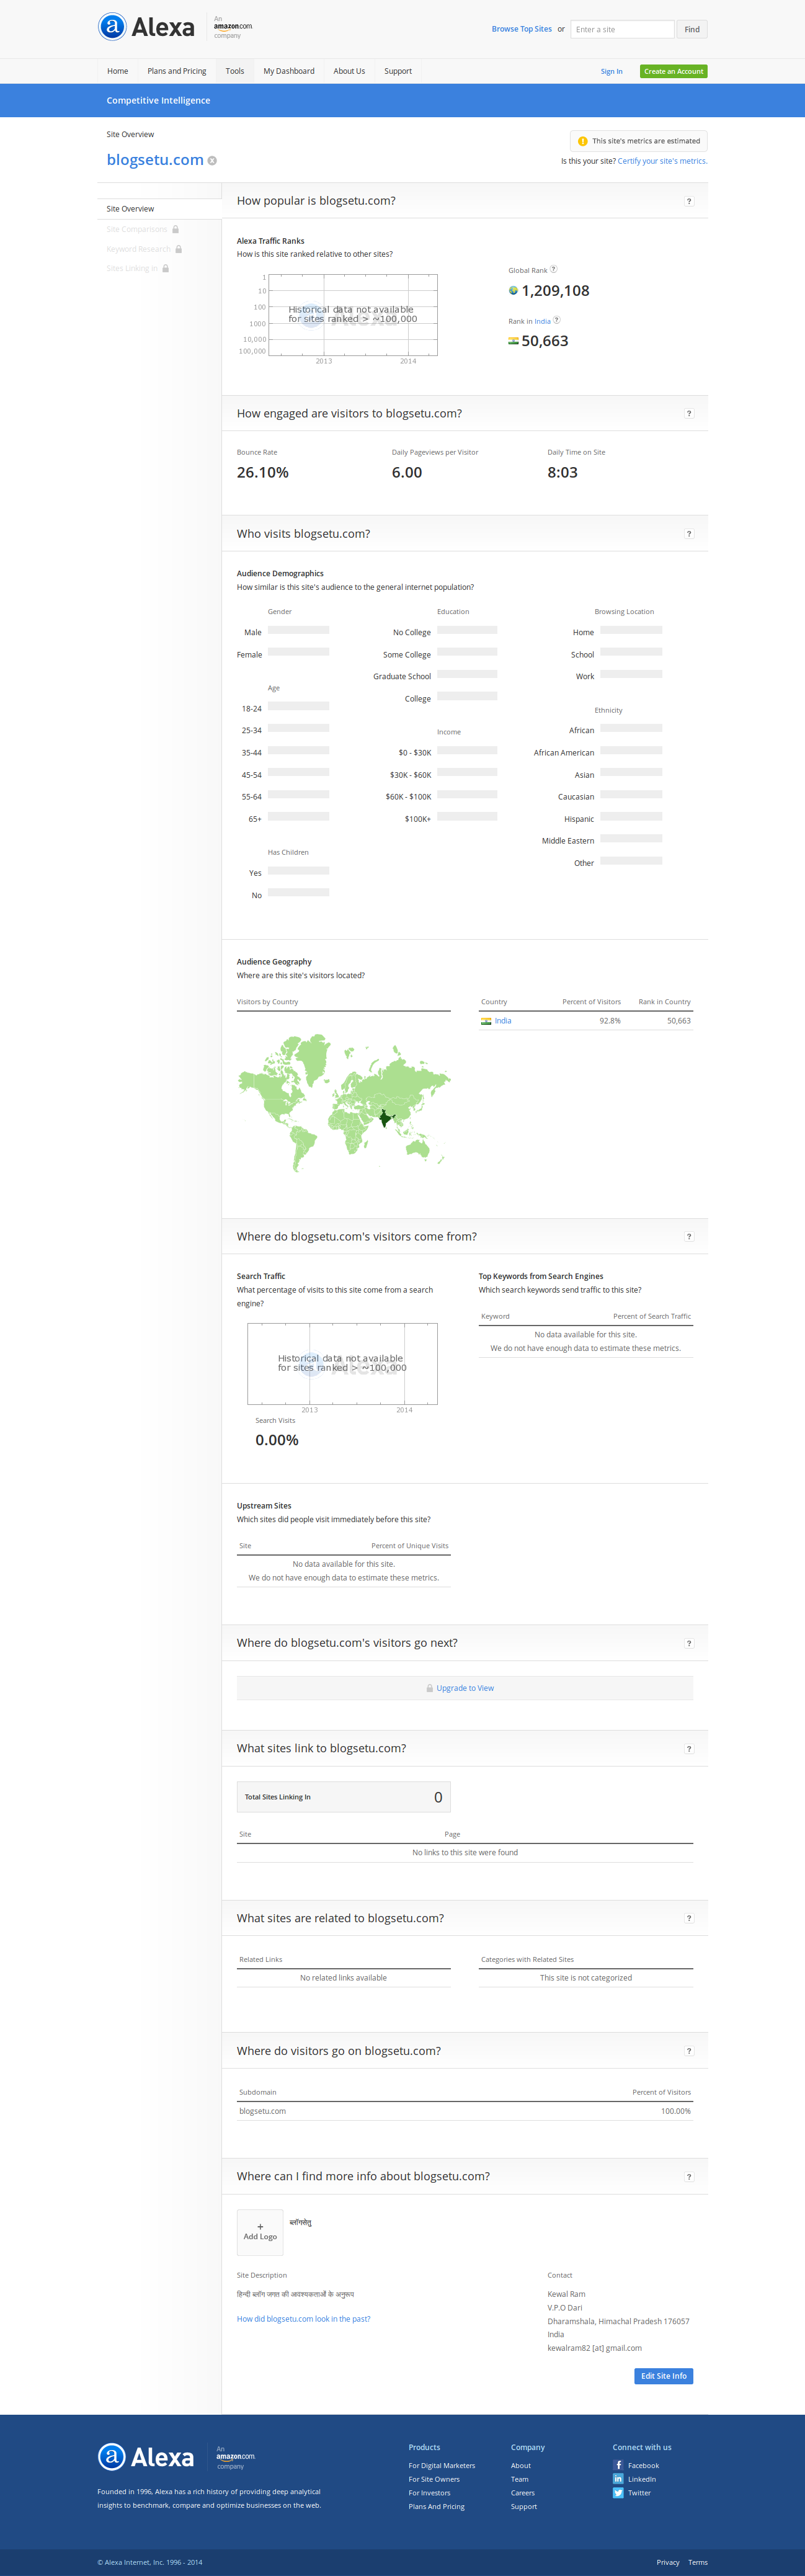 Alexa
An
amazon.com
company
Browse Top Sites or Enter a site Find
Home Plans and Pricing Tools My Dashboard About Us Support Sign In Create an Account
Competitive Intelligence
Site Overview
This site's metrics are estimated
blogsetu.com
Is this your site? Certify your site's metrics.
Site Overview
Site Comparisons
Keyword Research
Sites Linking In
How popular is blogsetu.com? ?
Alexa Traffic Ranks
How is this site ranked relative to other sites?
1
10
100
1000
10,000
100,000
Historical data not available
for sites ranked > ~100,000
2013 2014
Global Rank ?
1,209,108
Rank in India ?
50,663
How engaged are visitors to blogsetu.com? ?
Bounce Rate Daily Pageviews per Visitor Daily Time on Site
26.10% 6.00 8:03
Who visits blogsetu.com? ?
Audience Demographics
How similar is this site's audience to the general internet population?
Gender
Male
Female
Age
18-24
25-34
35-44
45-54
55-64
65+
Has Children
Yes
No
Education
No College
Some College
Graduate School
College
Income
$0 - $30K
$30K - $60K
$60K - $100K
$100K+
Browsing Location
Home
School
Work
Ethnicity
African
African American
Asian
Caucasian
Hispanic
Middle Eastern
Other
Audience Geography
Where are this site's visitors located?
Visitors by Country
Country Percent of Visitors Rank in Country
India 92.8% 50,663
Where do blogsetu.com's visitors come from? ?
Search Traffic
What percentage of visits to this site come from a search
engine?
Historical data not available
for sites ranked > ~100,000
2013 2014
Search Visits
0.00%
Top Keywords from Search Engines
Which search keywords send traffic to this site?
Keyword Percent of Search Traffic
No data available for this site.
We do not have enough data to estimate these metrics.
Upstream Sites
Which sites did people visit immediately before this site?
Site Percent of Unique Visits
No data available for this site.
We do not have enough data to estimate these metrics.
Where do blogsetu.com's visitors go next? ?
Upgrade to View
What sites link to blogsetu.com? ?
Total Sites Linking In 0
Site Page
No links to this site were found
What sites are related to blogsetu.com? ?
Related Links
No related links available
Categories with Related Sites
This site is not categorized
Where do visitors go on blogsetu.com? ?
Subdomain Percent of Visitors
blogsetu.com 100.00%
Where can I find more info about blogsetu.com? ?
+
Add Logo
ब्लॉगसेतु
Site Description
हिन्दी ब्लॉग जगत की आवश्यकताओं के अनुरूप
How did blogsetu.com look in the past?
Contact
Kewal Ram
V.P.O Dari
Dharamshala, Himachal Pradesh 176057
India
kewalram82 [at] gmail.com
Edit Site Info
Alexa
An
amazon.com
company
Founded in 1996, Alexa has a rich history of providing deep analytical
insights to benchmark, compare and optimize businesses on the web.
Products
For Digital Marketers
For Site Owners
For Investors
Plans And Pricing
Company
About
Team
Careers
Support
Connect with us
Facebook
LinkedIn
Twitter
© Alexa Internet, Inc. 1996 - 2014 Privacy Terms